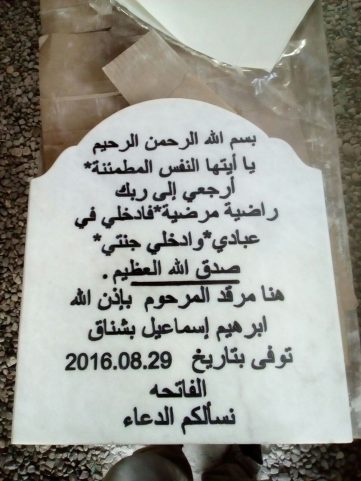 بسم الله الرحمن الرحيم
يا أيتها النفس المطمئنة*
أرجعي إلى ربك
راضية مرضية*فادخلي في
عبادي*وادخلي جنتي*
صدق الله العظيم .
هنا مرقد المرحوم بإذن الله
ابرهيم إسماعيل بشناق
توفى بتاريخ 2016.08.29
الفاتحه
نسألكم الدعاء